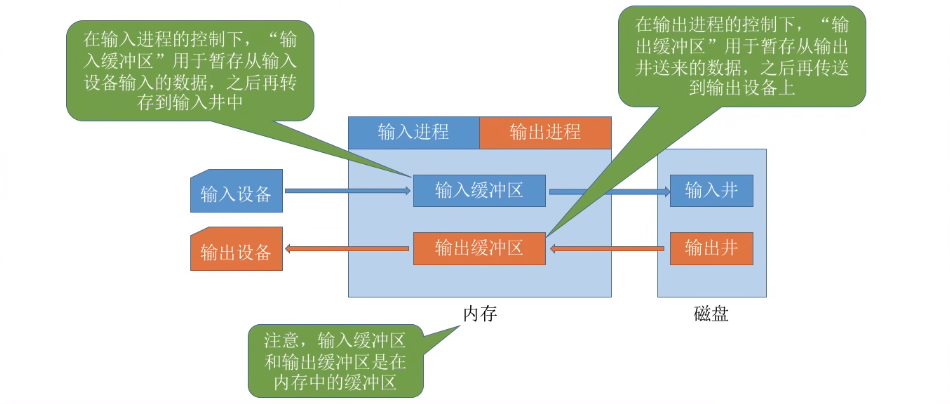 在输入进程的控制下，“输
入缓冲区”用于暂存从输入
设备输入的数据，之后再转
存到输入井中
在输出进程的控制下，“输
出缓冲区”用于暂存从输出
井送来的数据，之后再传送
到输出设备上
输入进程
输出进程
输入设备
输入缓冲区
输入井
输出设备
输出缓冲区
输出井
内存
磁盘
注意，输入缓冲区
和输出缓冲区是在
内存中的缓冲区